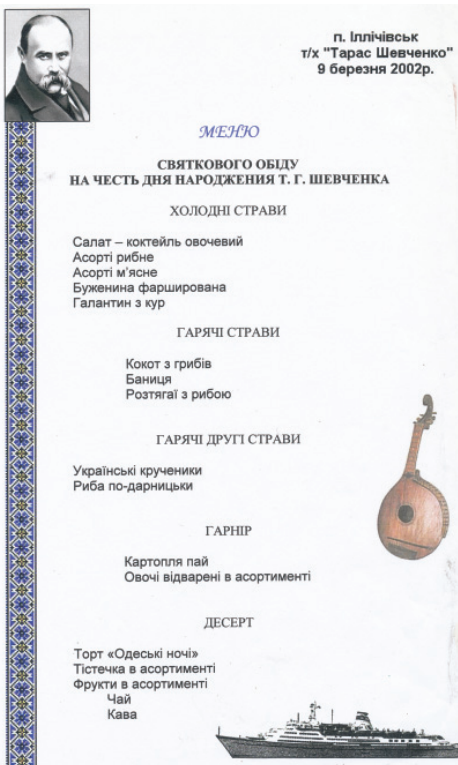 п. Іллічівськ
т/х "Тарас Шевченко"
9 березня 2002р.
МЕНЮ
СВЯТКОВОГО ОБІДУ
НА ЧЕСТЬ ДНЯ НАРОДЖЕННЯ Т. Г. ШЕВЧЕНКА
ХОЛОДНІ СТРАВИ
Салат – коктейль овочевий
Асорті рибне
Асорті м'ясне
Буженина фарширована
Галантин з кур
ГАРЯЧІ СТРАВИ
Кокот з грибів
Баниця
Розтягаї з рибою
ГАРЯЧІ ДРУГІ СТРАВИ
Українські крученики
Риба по-дарницьки
ГАРНІР
Картопля пай
Овочі відварені в асортименті
ДЕСЕРТ
Торт «Одеські ночі»
Тістечка в асортименті
Фрукти в асортименті
Чай
Кава